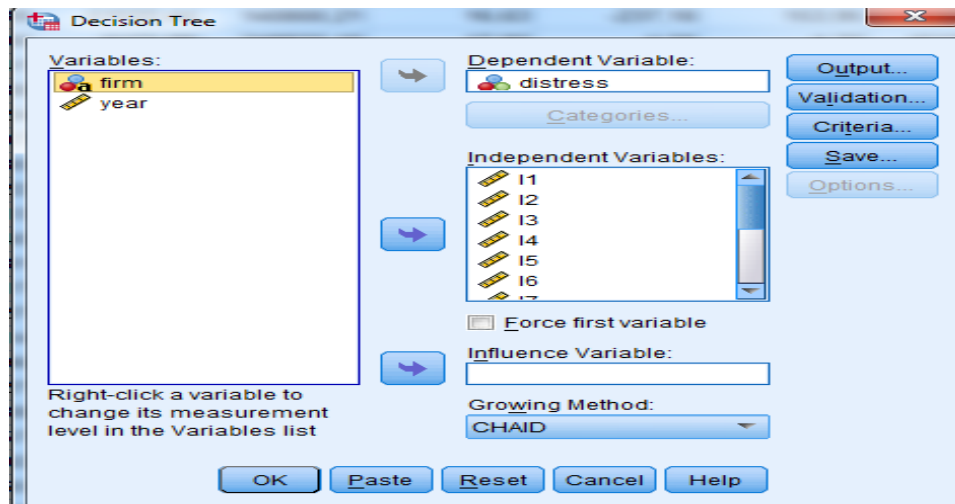 Decision Tree
Variables:
firm
year
Right-click a variable to
change its measurement
level in the Variables list
Dependent Variable:
distress
Categories...
Independent Variables:
I1
I2
I3
I4
I5
I6
I7
Force first variable
Influence Variable:
Growing Method:
CHAID
Output...
Validation...
Criteria...
Save...
Options...
OK
Paste
Reset
Cancel
Help